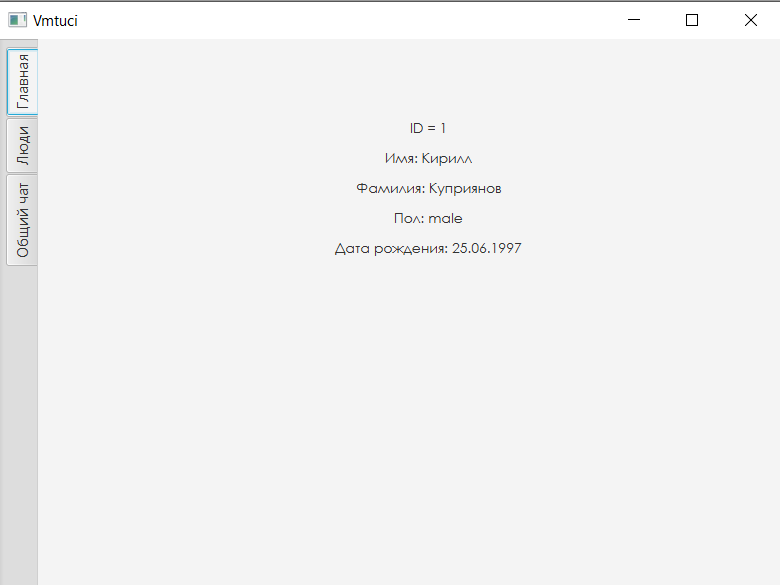 Vmtuci
Главная
Люди
Общий чат
ID = 1
Имя: Кирилл
Фамилия: Куприянов
Пол: male
Дата рождения: 25.06.1997